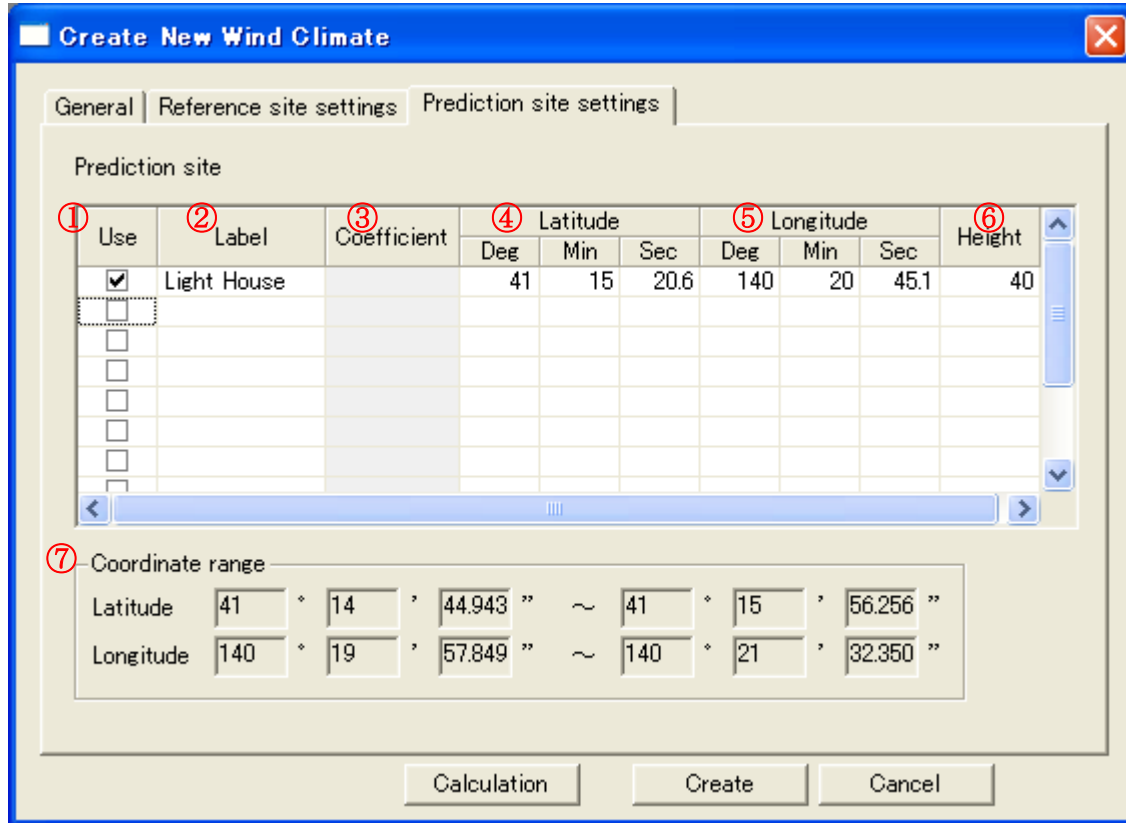 Create New Wind Climate
General Reference site settings Prediction site settings
Prediction site
① Use ② Label ③ Coefficient ④ Latitude ⑤ Longitude ⑥ Height
Deg Min Sec Deg Min Sec
Light House 41 15 20.6 140 20 45.1 40
⑦ Coordinate range
Latitude 41 ° 14 ’ 44.943 ” ～ 41 ° 15 ’ 56.256 ”
Longitude 140 ° 19 ’ 57.849 ” ～ 140 ° 21 ’ 32.350 ”
Calculation Create Cancel